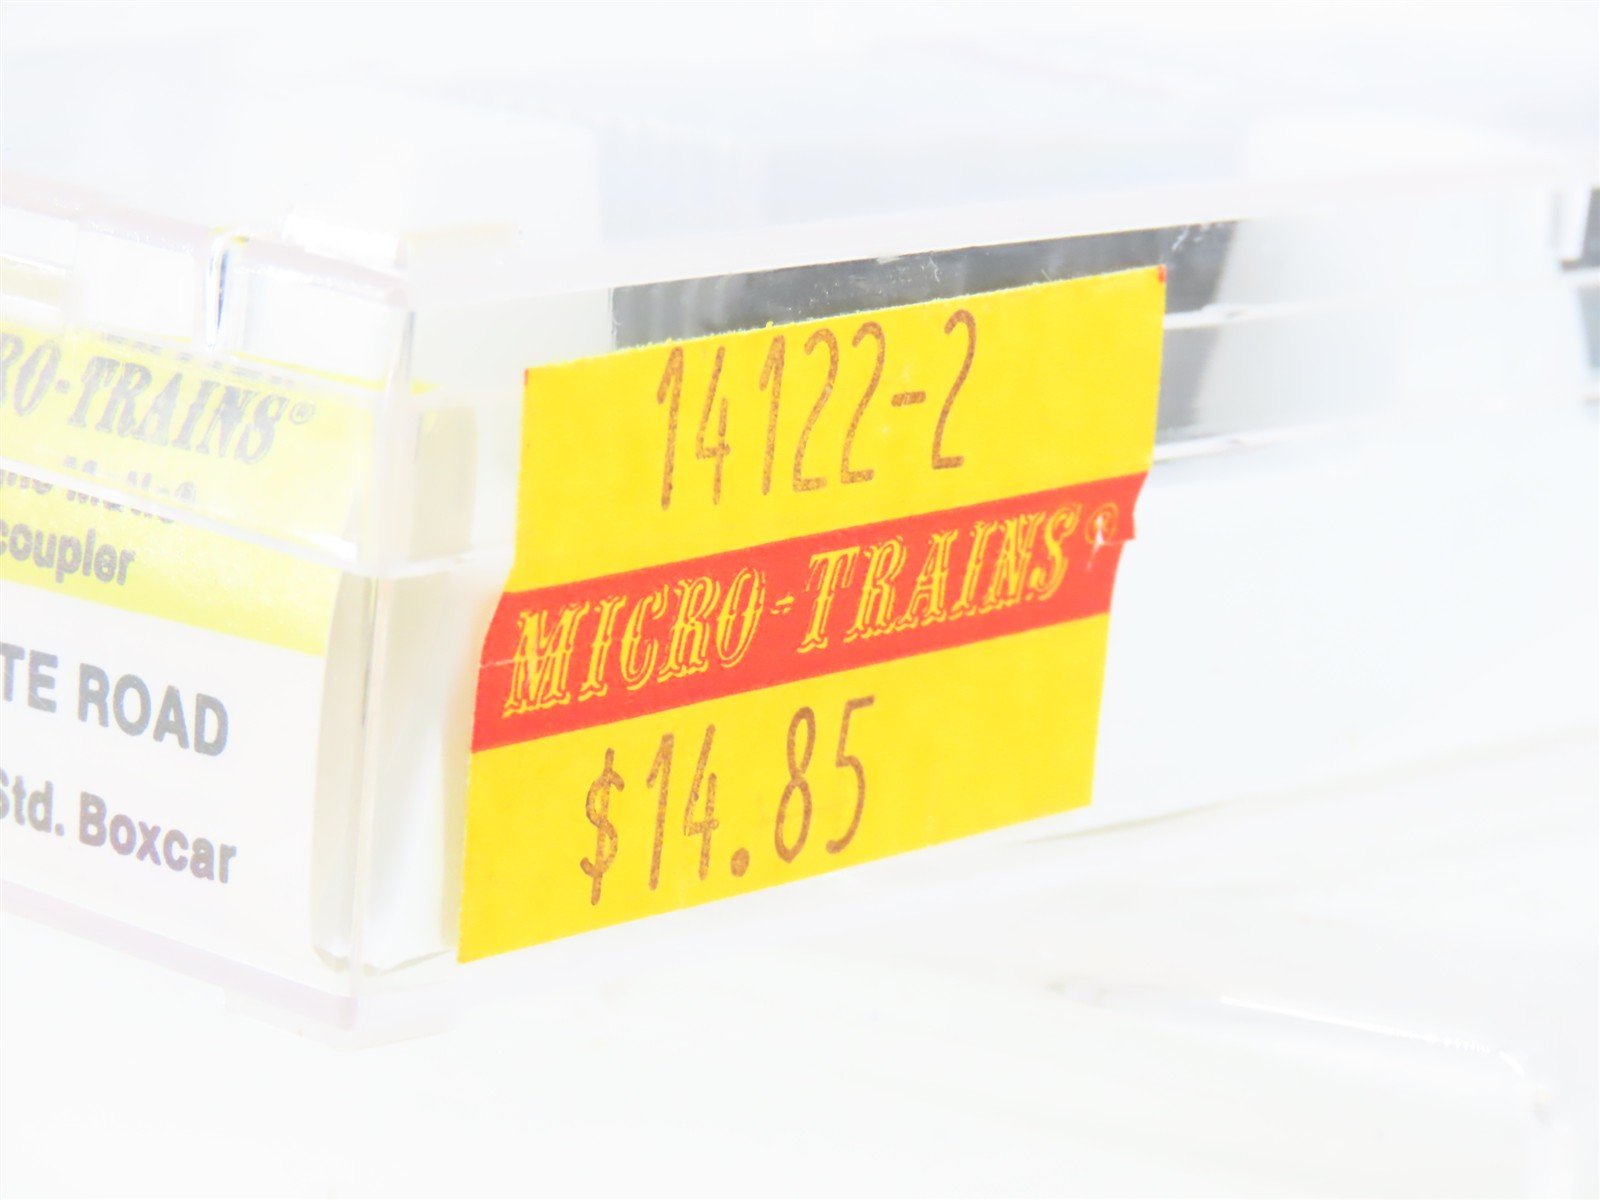 RO-TRAINS®
coupler
TE ROAD
Std. Boxcar
14122-2
MICRO-TRAINS®
$14.85